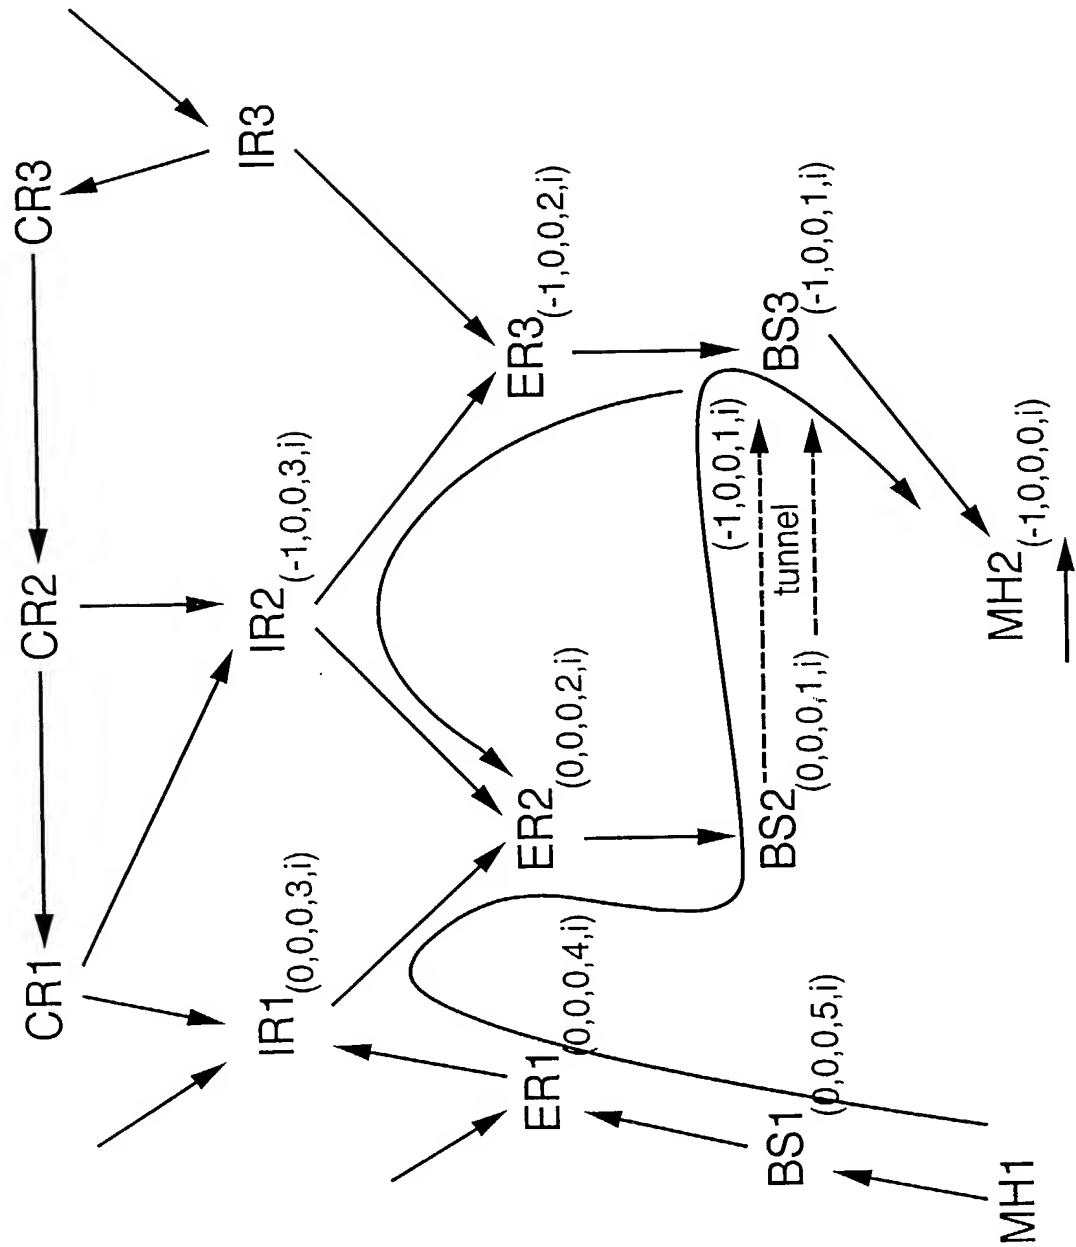 CR1
CR2
CR3
IR1(0,0,0,3,i)
IR2(-1,0,0,3,i)
IR3
ER1(0,0,0,4,i)
ER2(0,0,0,2,i)
ER3(-1,0,0,2,i)
(-1,0,0,1,i)
BS1(0,0,0,5,i)
BS2(0,0,0,1,i)
tunnel
BS3(-1,0,0,1,i)
MH1
MH2(-1,0,0,0,i)